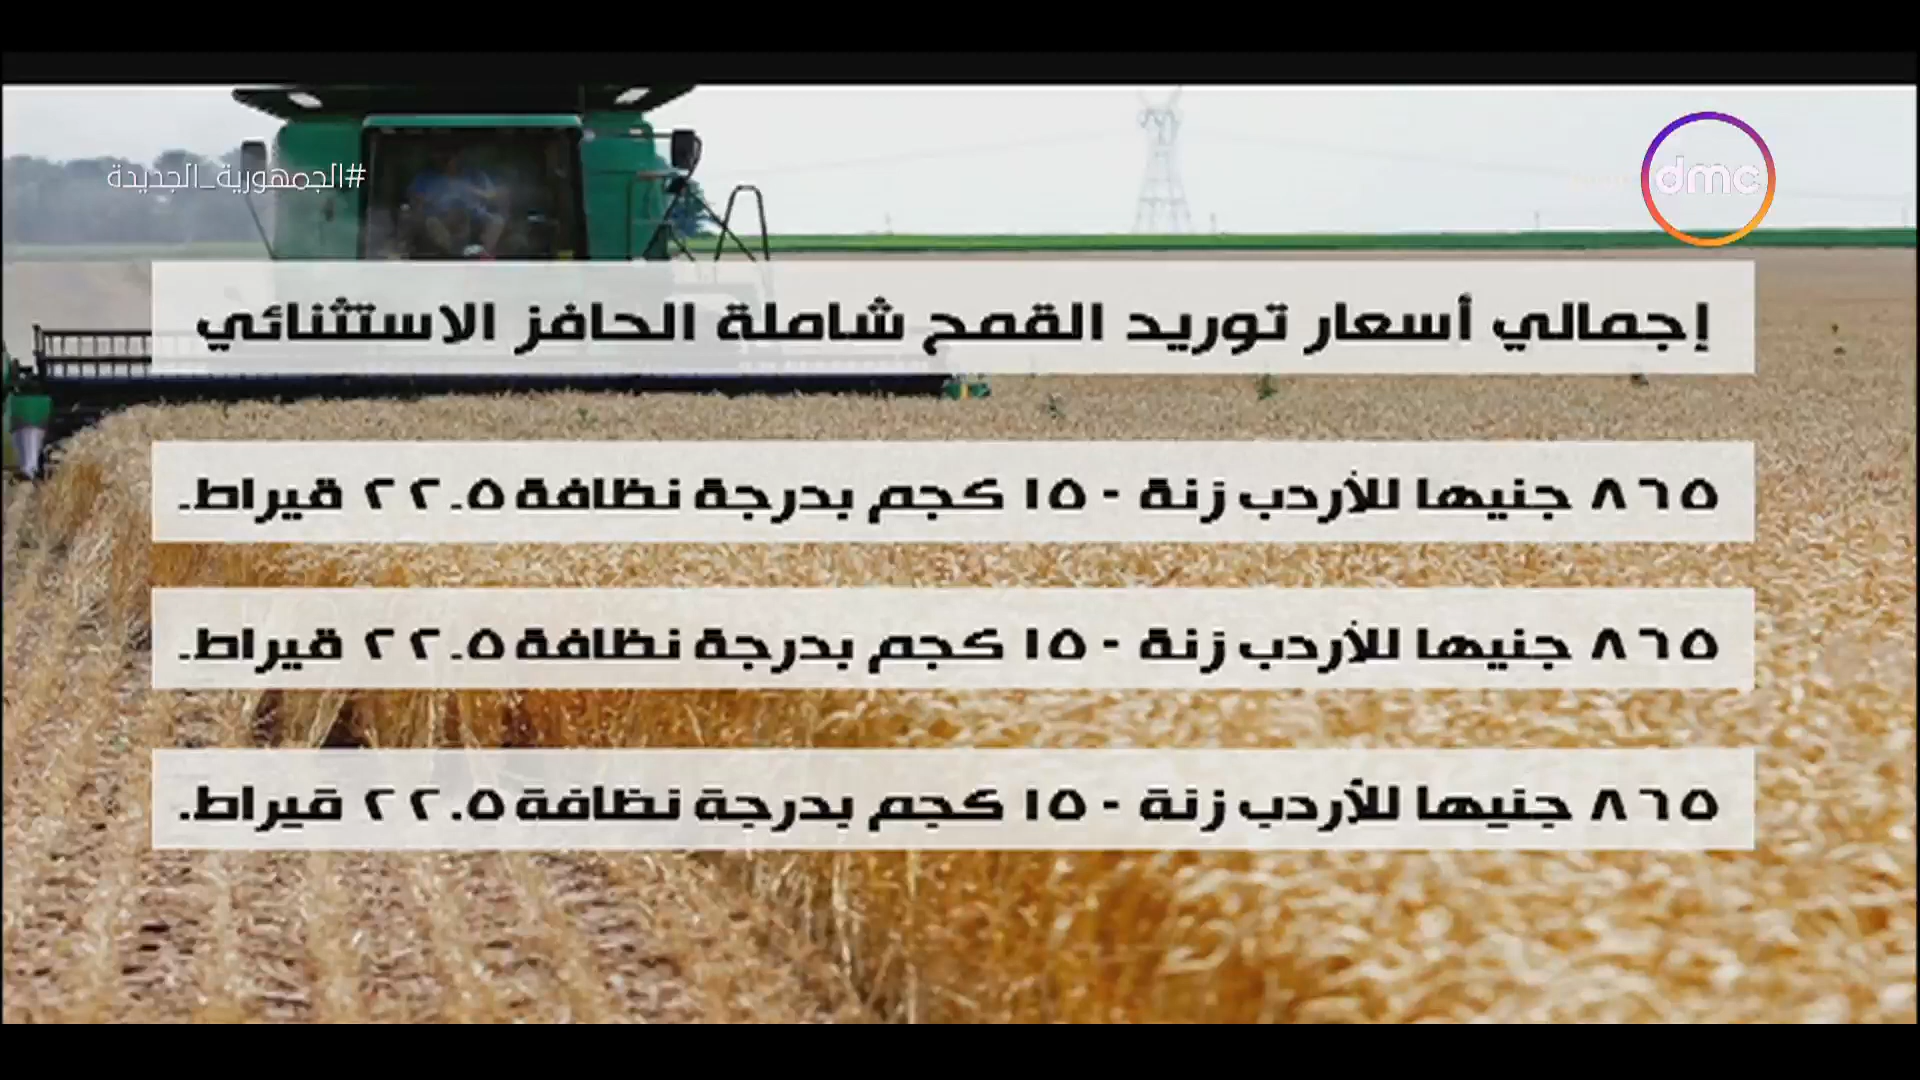 #الجمهورية_الجديدة
dmc
إجمالي أسعار توريد القمح شاملة الحافز الاستثنائي
٨٦٥ جنيها للأردب زنة - ١٥ كجم بدرجة نظافة ٢٢.٥ قيراط.
٨٦٥ جنيها للأردب زنة - ١٥ كجم بدرجة نظافة ٢٢.٥ قيراط.
٨٦٥ جنيها للأردب زنة - ١٥ كجم بدرجة نظافة ٢٢.٥ قيراط.